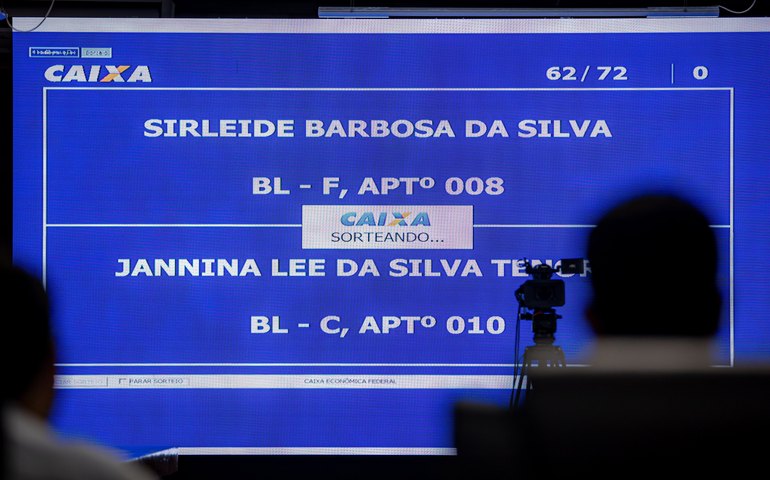 CAIXA
62/72 0
SIRLEIDE BARBOSA DA SILVA
BL - F, APTº 008
CAIXA
SORTEANDO...
JANNINA LEE DA SILVA
BL - C, APTº 010
PARAR SORTEIO
CAIXA ECONÔMICA FEDERAL